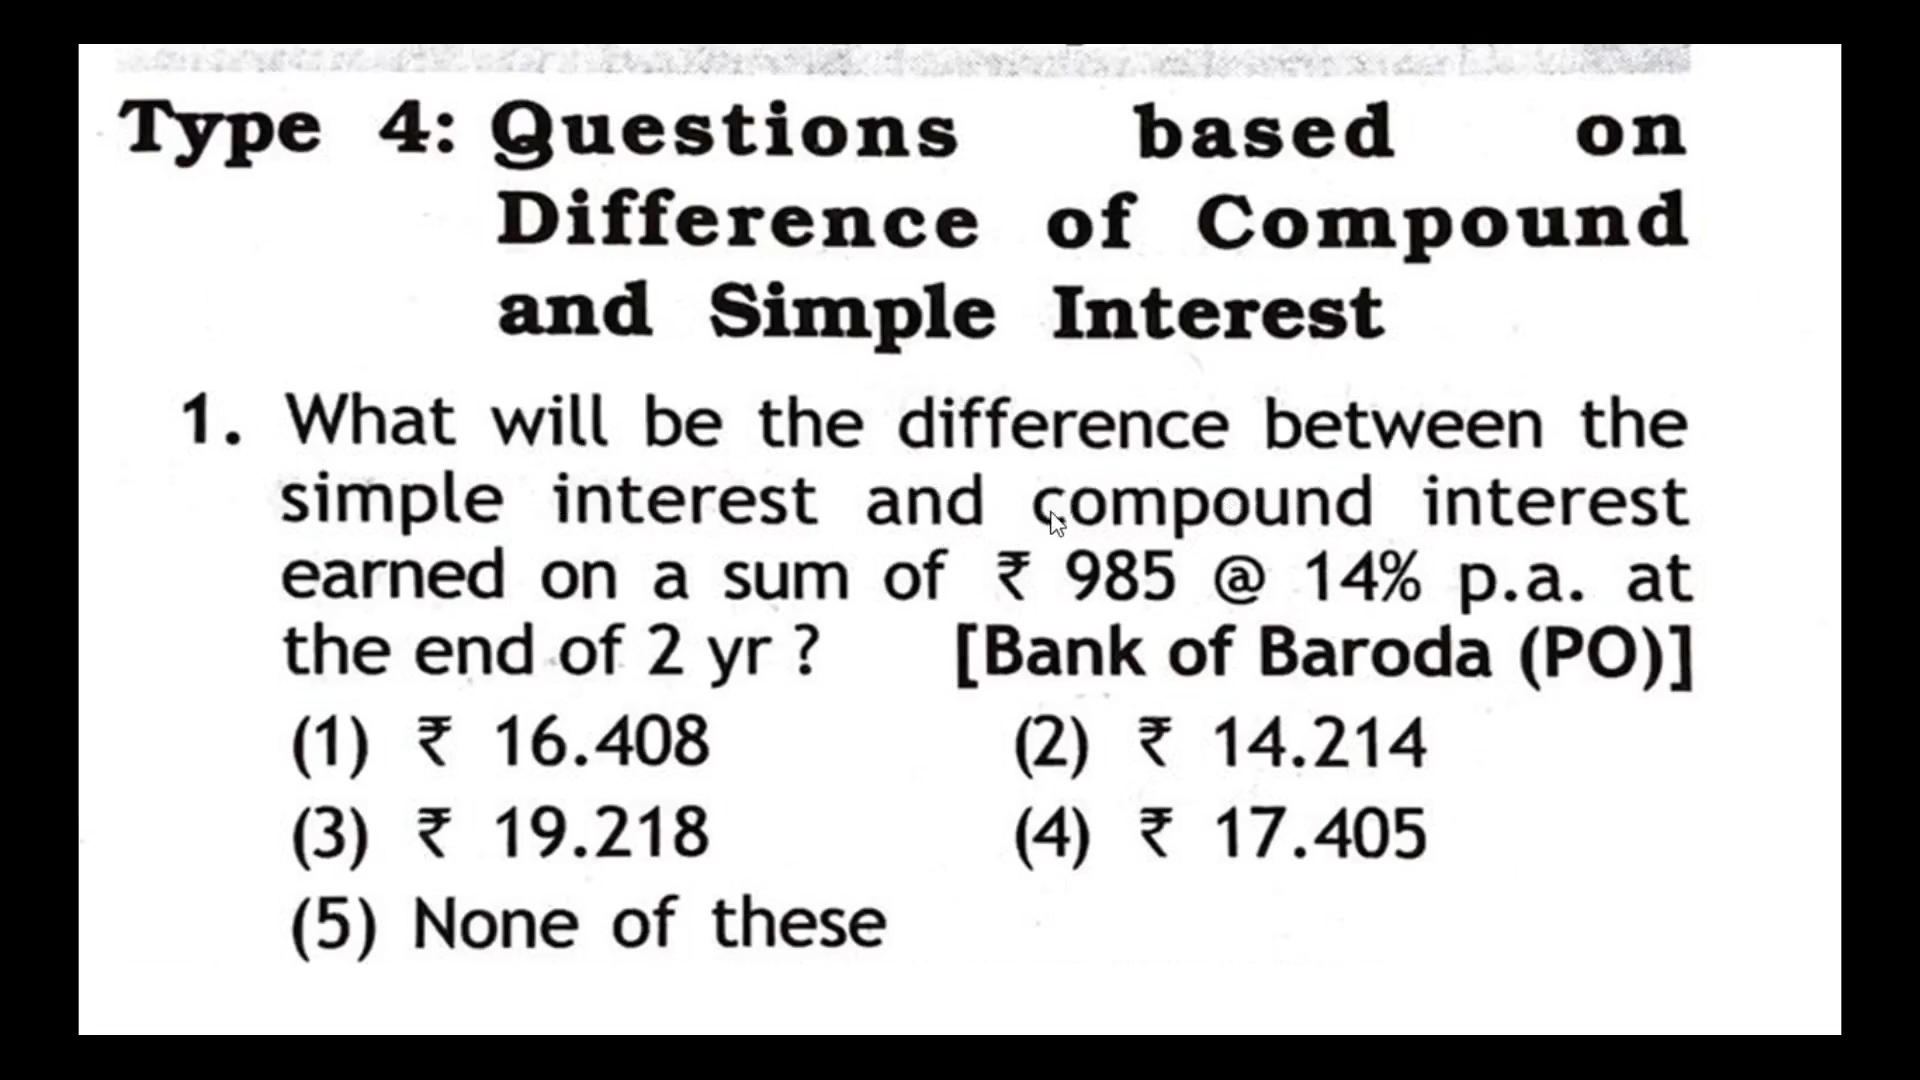 Type 4: Questions based on
Difference of Compound
and Simple Interest
1. What will be the difference between the
simple interest and compound interest
earned on a sum of ₹ 985 @ 14% p.a. at
the end of 2 yr ? [Bank of Baroda (PO)]
(1) ₹ 16.408 (2) ₹ 14.214
(3) ₹ 19.218 (4) ₹ 17.405
(5) None of these